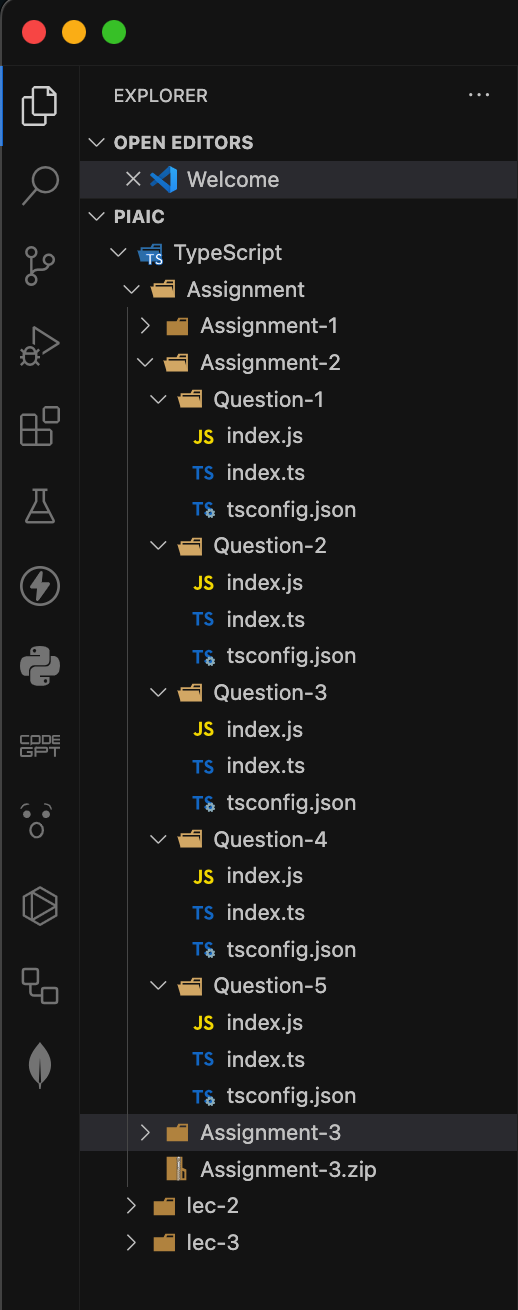 EXPLORER
OPEN EDITORS
Welcome
PIAIC
TypeScript
Assignment
Assignment-1
Assignment-2
Question-1
JS index.js
TS index.ts
TS tsconfig.json
Question-2
JS index.js
TS index.ts
TS tsconfig.json
Question-3
JS index.js
TS index.ts
TS tsconfig.json
CODE
GPT
Question-4
JS index.js
TS index.ts
TS tsconfig.json
Question-5
JS index.js
TS index.ts
TS tsconfig.json
Assignment-3
Assignment-3.zip
lec-2
lec-3